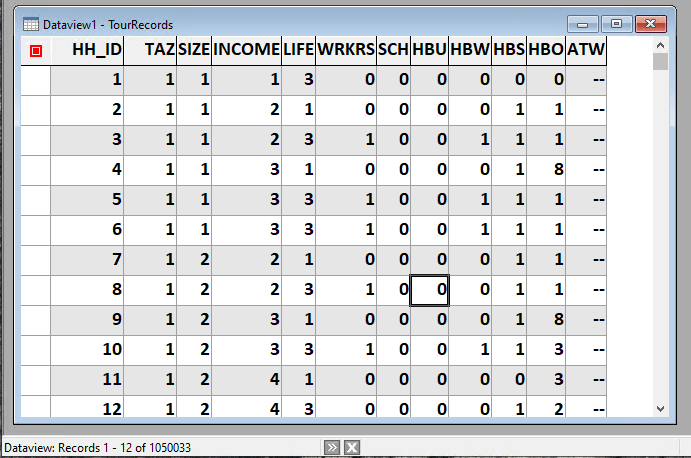 Dataview1 - TourRecords
HH_ID TAZ SIZE INCOME LIFE WRKRS SCH HBU HBW HBS HBO ATW
1 1 1 1 3 0 0 0 0 0 0 --
2 1 1 2 1 0 0 0 0 1 1 --
3 1 1 2 3 1 0 0 1 1 1 --
4 1 1 3 1 0 0 0 0 1 8 --
5 1 1 3 3 1 0 0 1 1 1 --
6 1 1 3 3 1 0 0 1 1 1 --
7 1 2 2 1 0 0 0 0 1 1 --
8 1 2 2 3 1 0 0 0 1 1 --
9 1 2 3 1 0 0 0 0 1 8 --
10 1 2 3 3 1 0 0 1 1 3 --
11 1 2 4 1 0 0 0 0 0 3 --
12 1 2 4 3 0 0 0 0 1 2 --
Dataview: Records 1 - 12 of 1050033